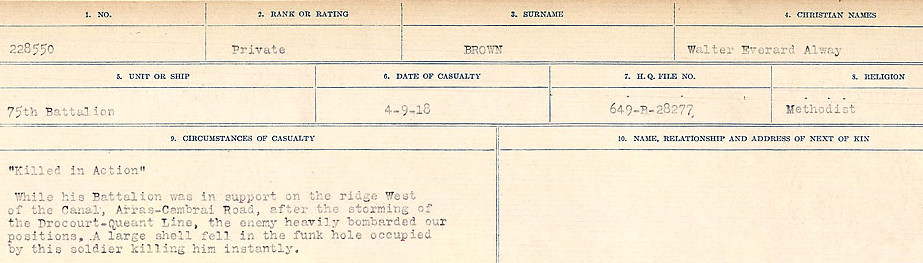 1. NO. 2. RANK OR RATING 3. SURNAME 4. CHRISTIAN NAMES
228550 Private BROWN Walter Everard Alway
5. UNIT OR SHIP 6. DATE OF CASUALTY 7. H.Q. FILE NO. 8. RELIGION
75th Battalion 4-9-18 649-B-28277 Methodist
9. CIRCUMSTANCES OF CASUALTY 10. NAME, RELATIONSHIP AND ADDRESS OF NEXT OF KIN
"Killed in Action"
While his Battalion was in support on the ridge West
of the Canal, Arras-Cambrai Road, after the storming of
the Drocourt-Queant Line, the enemy heavily bombarded our
positions. A large shell fell in the funk hole occupied
by this soldier killing him instantly.